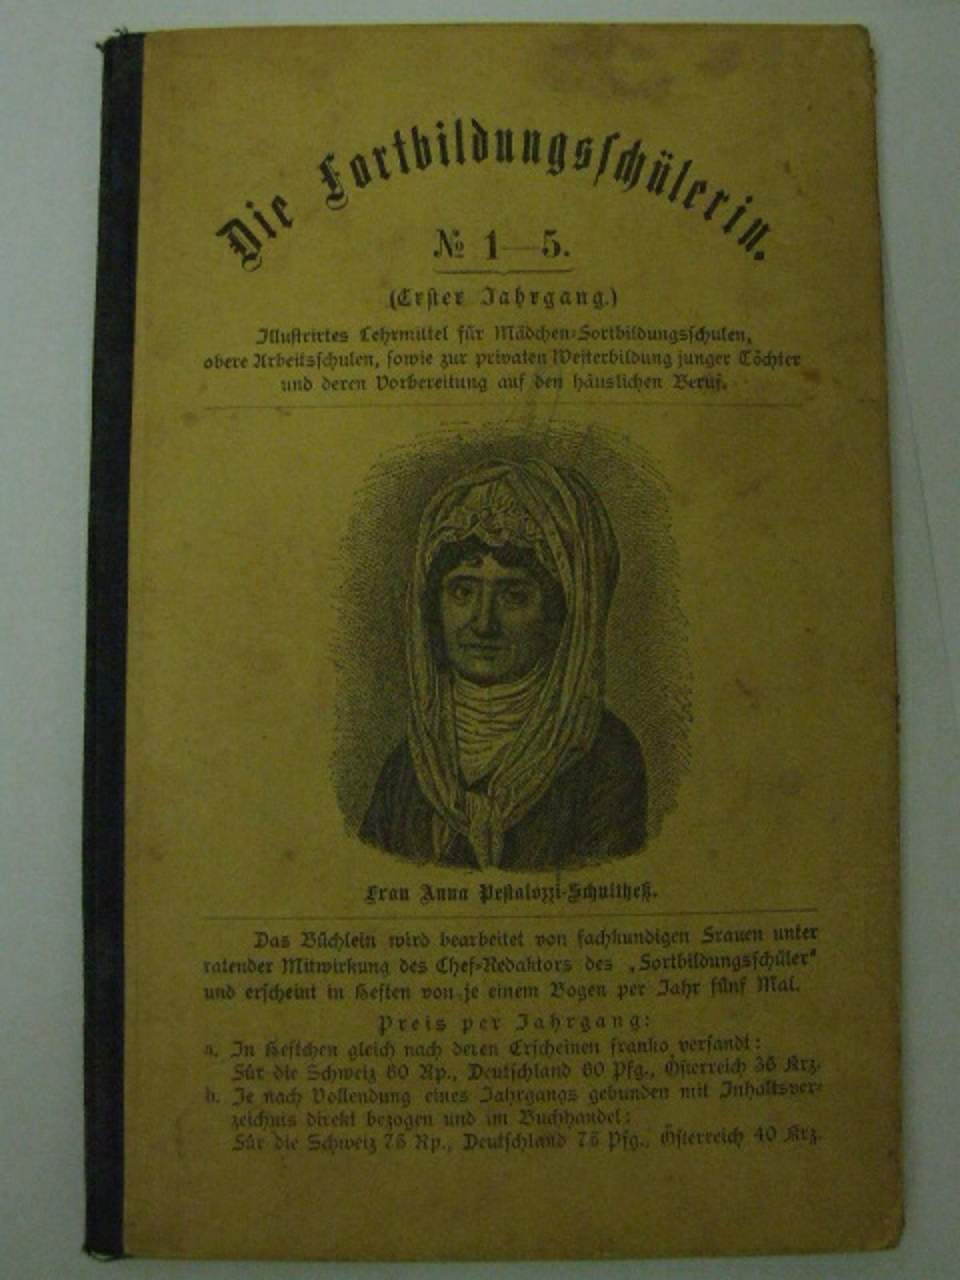 Die Fortbildungsschülerin.
№ 1—5.
(Erster Jahrgang.)
Illustrirtes Lehrmittel für Mädchen-Fortbildungsschulen,
obere Arbeitsschulen, sowie zur privaten Weiterbildung junger Töchter
und deren Vorbereitung auf den häuslichen Beruf.
Frau Anna Pestalozzi-Schultheß.
Das Büchlein wird bearbeitet von fachkundigen Frauen unter
ratender Mitwirkung des Chef-Redaktors des „Fortbildungsschüler"
und erscheint in Heften von je einem Bogen per Jahr fünf Mal.
Preis per Jahrgang:
a. In Heftchen gleich nach deren Erscheinen franko versandt:
Für die Schweiz 60 Rp., Deutschland 60 Pfg., Österreich 36 Krz.
b. Je nach Vollendung eines Jahrgangs gebunden mit Inhaltsver-
zeichnis direkt bezogen und im Buchhandel:
Für die Schweiz 75 Rp., Deutschland 75 Pfg., Österreich 40 Krz.